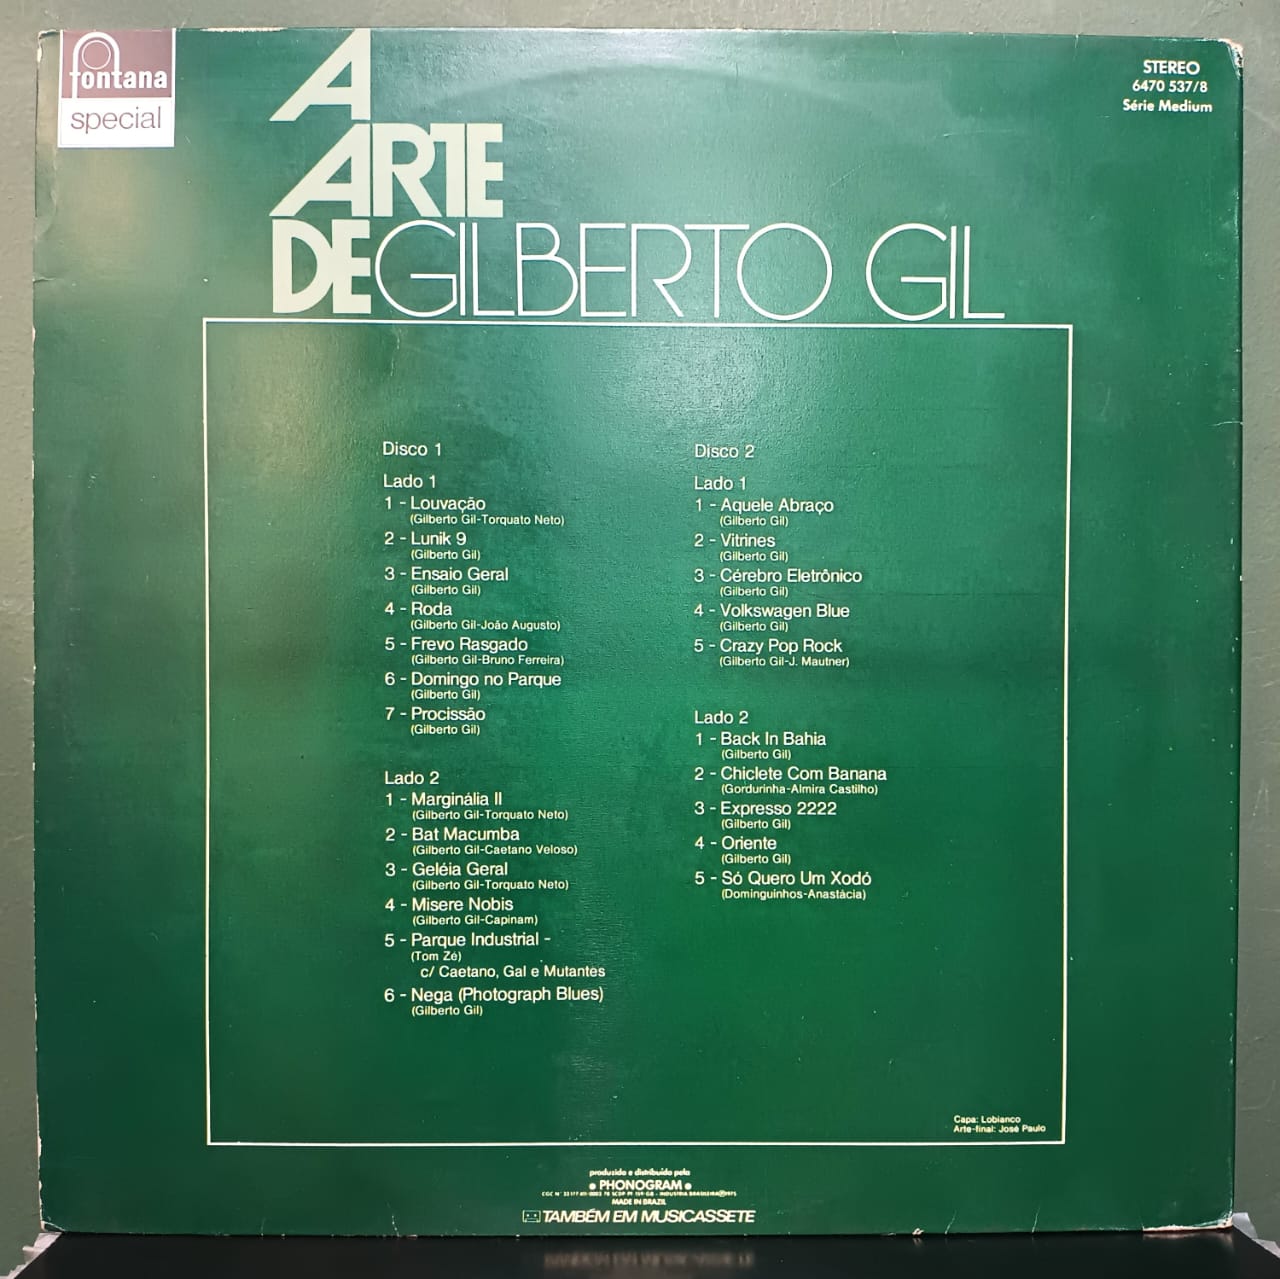 fontana
special
STEREO
6470 537/8
Série Medium
A
ARTE
DE GILBERTO GIL
Disco 1
Lado 1
1 - Louvação
(Gilberto Gil-Torquato Neto)
2 - Lunik 9
(Gilberto Gil)
3 - Ensaio Geral
(Gilberto Gil)
4 - Roda
(Gilberto Gil-João Augusto)
5 - Frevo Rasgado
(Gilberto Gil-Bruno Ferreira)
6 - Domingo no Parque
(Gilberto Gil)
7 - Procissão
(Gilberto Gil)
Lado 2
1 - Marginália II
(Gilberto Gil-Torquato Neto)
2 - Bat Macumba
(Gilberto Gil-Caetano Veloso)
3 - Geléia Geral
(Gilberto Gil-Torquato Neto)
4 - Misere Nobis
(Gilberto Gil-Capinam)
5 - Parque Industrial -
(Tom Zé)
c/ Caetano, Gal e Mutantes
6 - Nega (Photograph Blues)
(Gilberto Gil)
Disco 2
Lado 1
1 - Aquele Abraço
(Gilberto Gil)
2 - Vitrines
(Gilberto Gil)
3 - Cérebro Eletrônico
(Gilberto Gil)
4 - Volkswagen Blue
(Gilberto Gil)
5 - Crazy Pop Rock
(Gilberto Gil-J. Mautner)
Lado 2
1 - Back In Bahia
(Gilberto Gil)
2 - Chiclete Com Banana
(Gordurinha-Almira Castilho)
3 - Expresso 2222
(Gilberto Gil)
4 - Oriente
(Gilberto Gil)
5 - Só Quero Um Xodó
(Dominguinhos-Anastácia)
Capa: Lobianco
Arte-final: José Paulo
produzido e distribuido pela
PHONOGRAM
INDUSTRIA BRASILEIRA ℗ 1975
MADE IN BRAZIL
TAMBÉM EM MUSICASSETE